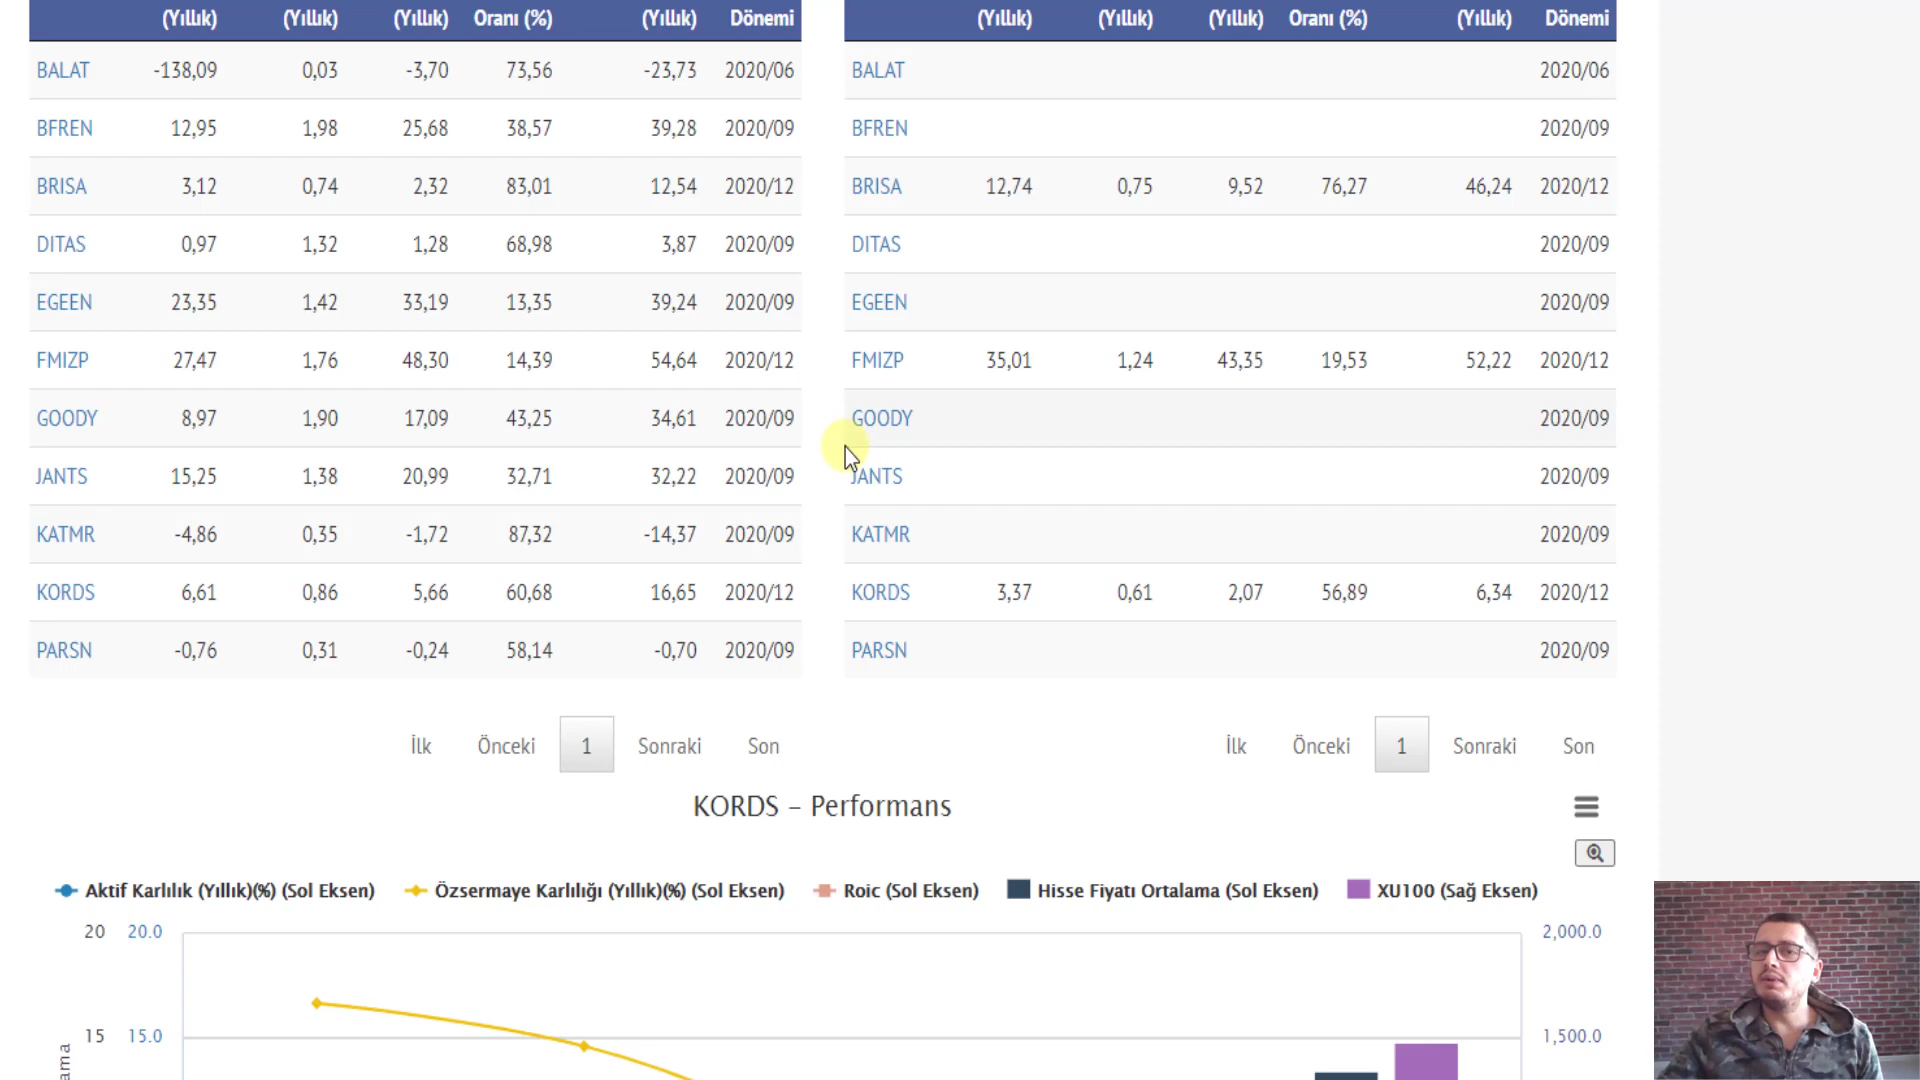 (Yıllık) (Yıllık) (Yıllık) Oranı (%) (Yıllık) Dönemi
BALAT -138,09 0,03 -3,70 73,56 -23,73 2020/06
BFREN 12,95 1,98 25,68 38,57 39,28 2020/09
BRISA 3,12 0,74 2,32 83,01 12,54 2020/12
DITAS 0,97 1,32 1,28 68,98 3,87 2020/09
EGEEN 23,35 1,42 33,19 13,35 39,24 2020/09
FMIZP 27,47 1,76 48,30 14,39 54,64 2020/12
GOODY 8,97 1,90 17,09 43,25 34,61 2020/09
JANTS 15,25 1,38 20,99 32,71 32,22 2020/09
KATMR -4,86 0,35 -1,72 87,32 -14,37 2020/09
KORDS 6,61 0,86 5,66 60,68 16,65 2020/12
PARSN -0,76 0,31 -0,24 58,14 -0,70 2020/09
İlk Önceki 1 Sonraki Son
(Yıllık) (Yıllık) (Yıllık) Oranı (%) (Yıllık) Dönemi
BALAT 2020/06
BFREN 2020/09
BRISA 12,74 0,75 9,52 76,27 46,24 2020/12
DITAS 2020/09
EGEEN 2020/09
FMIZP 35,01 1,24 43,35 19,53 52,22 2020/12
GOODY 2020/09
JANTS 2020/09
KATMR 2020/09
KORDS 3,37 0,61 2,07 56,89 6,34 2020/12
PARSN 2020/09
İlk Önceki 1 Sonraki Son
KORDS – Performans
Aktif Karlılık (Yıllık)(%) (Sol Eksen) Özsermaye Karlılığı (Yıllık)(%) (Sol Eksen) Roic (Sol Eksen) Hisse Fiyatı Ortalama (Sol Eksen) XU100 (Sağ Eksen)
20 20.0 2,000.0
15 15.0 1,500.0